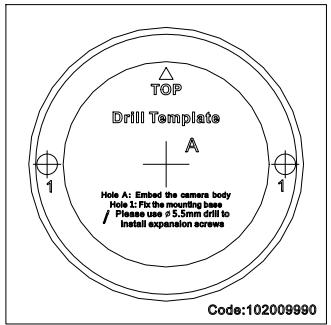 TOP
Drill Template
A
1
1
Hole A: Embed the camera body
Hole 1: Fix the mounting base
Please use ø 5.5mm drill to
install expansion screws
Code:102009990